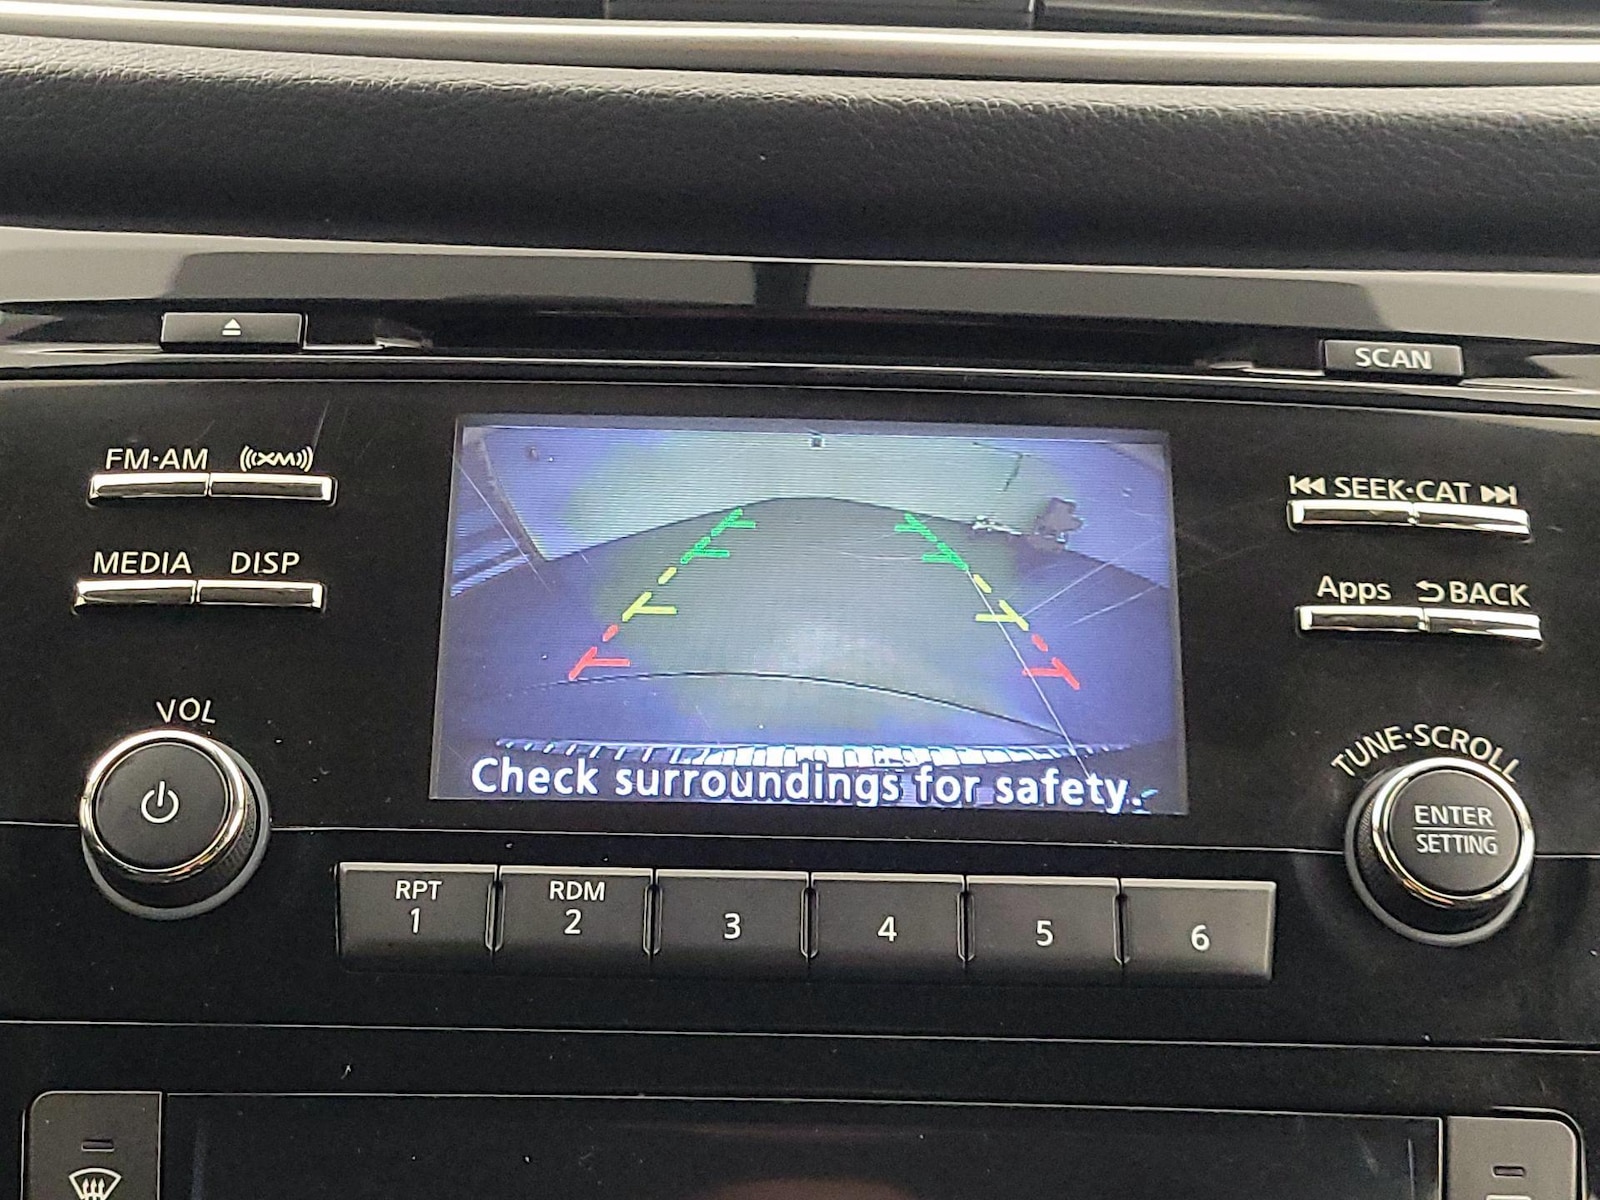 SCAN
FM·AM
XM
SEEK·CAT
MEDIA
DISP
Apps
BACK
VOL
TUNE·SCROLL
ENTER
SETTING
Check surroundings for safety.
RPT
1
RDM
2
3
4
5
6